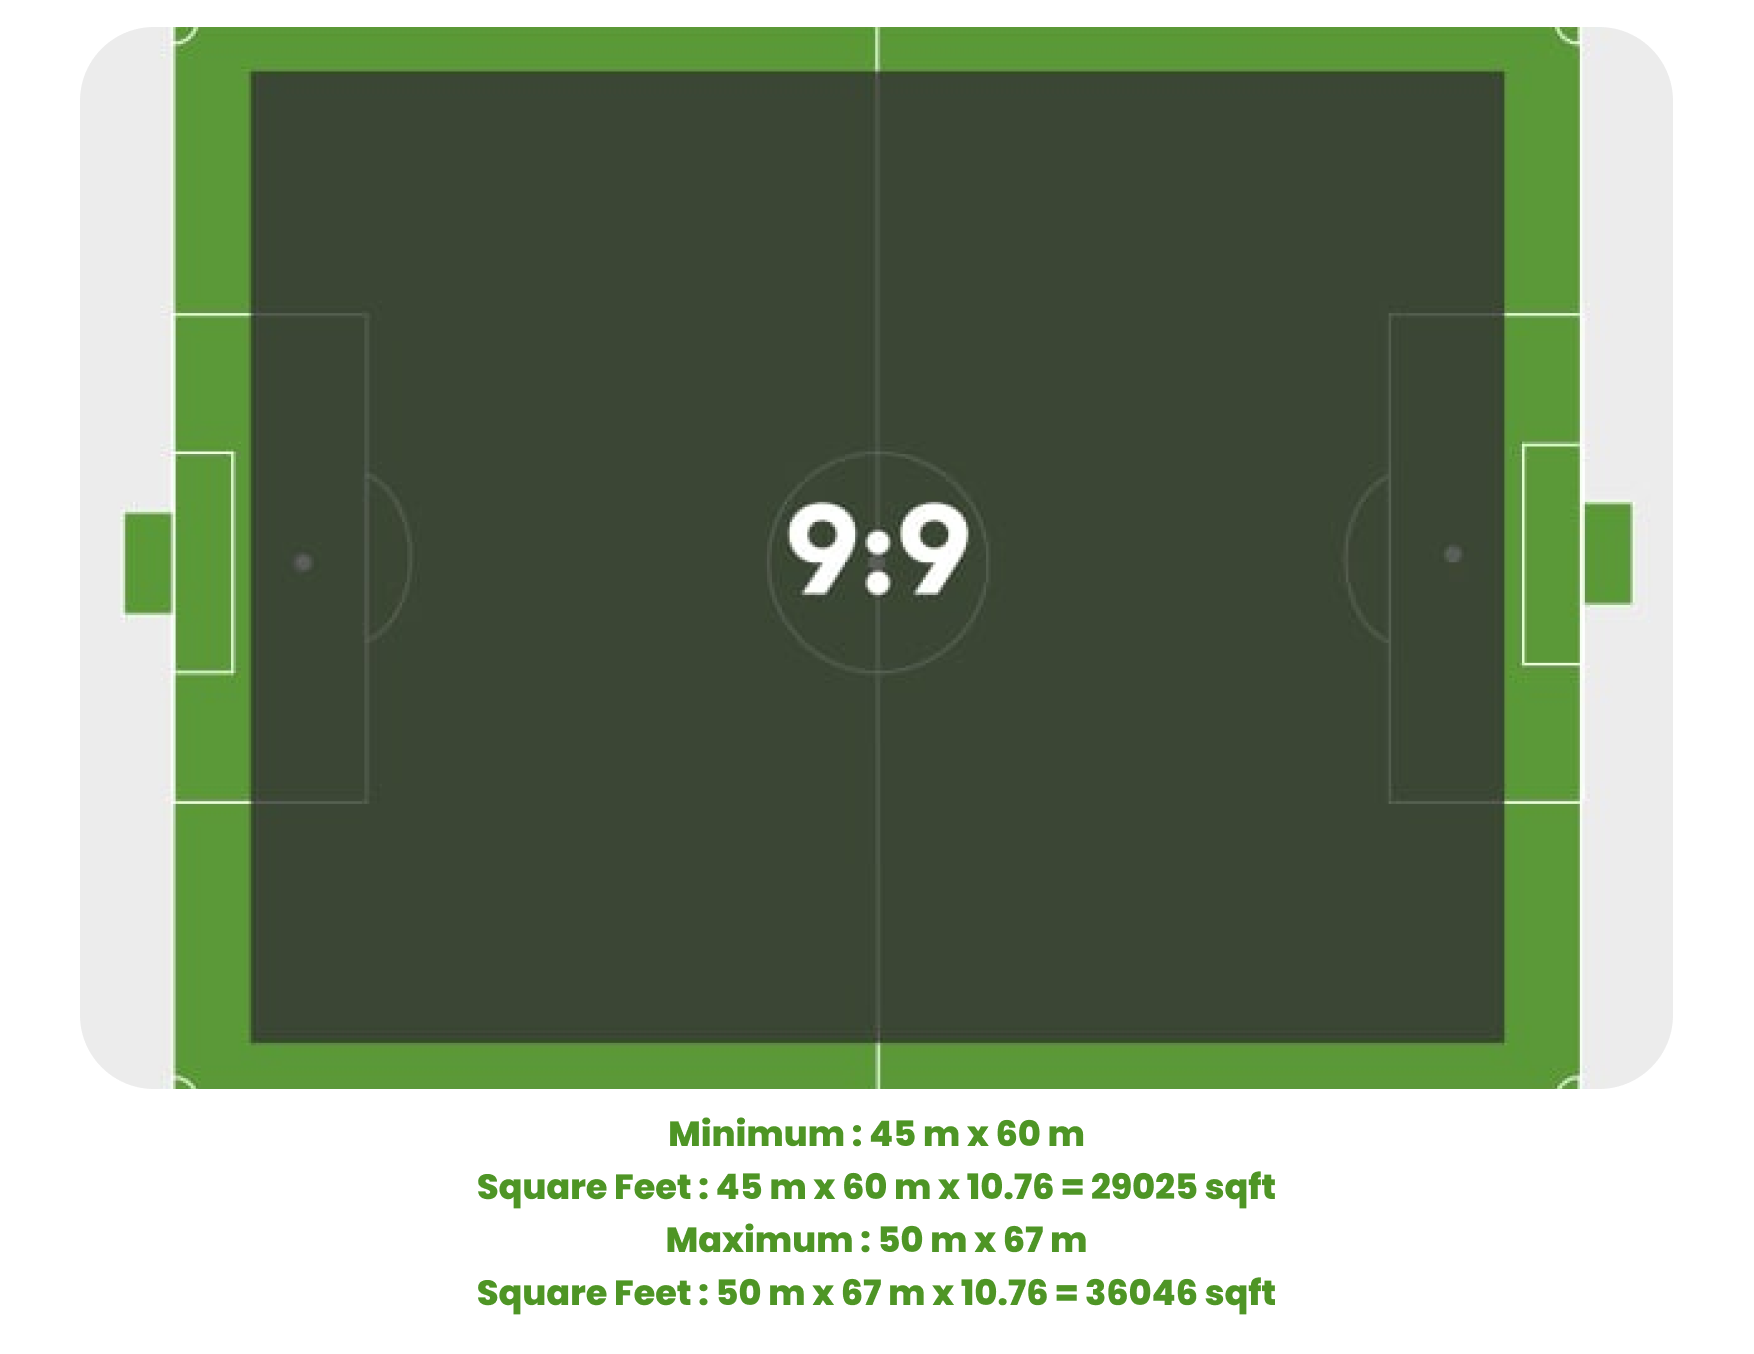 9:9
Minimum : 45 m x 60 m
Square Feet : 45 m x 60 m x 10.76 = 29025 sqft
Maximum : 50 m x 67 m
Square Feet : 50 m x 67 m x 10.76 = 36046 sqft